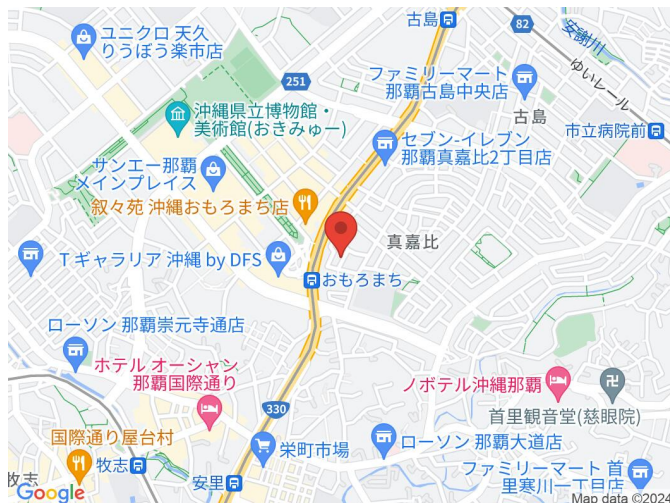 古島
82
安謝川
ユニクロ 天久
りうぼう楽市店
251
ファミリーマート
那覇古島中央店
ゆいレール
古島
沖縄県立博物館・
美術館(おきみゅー)
市立病院前
セブン-イレブン
那覇真嘉比2丁目店
サンエー那覇
メインプレイス
叙々苑 沖縄おもろまち店
真嘉比
T ギャラリア 沖縄 by DFS
おもろまち
ローソン 那覇崇元寺通店
ホテル オーシャン
那覇国際通り
ノボテル沖縄那覇
首里観音堂(慈眼院)
330
国際通り屋台村
栄町市場
ローソン 那覇大道店
牧志
牧志
安里
ファミリーマート 首
里寒川一丁目店
Google
Map data ©2024